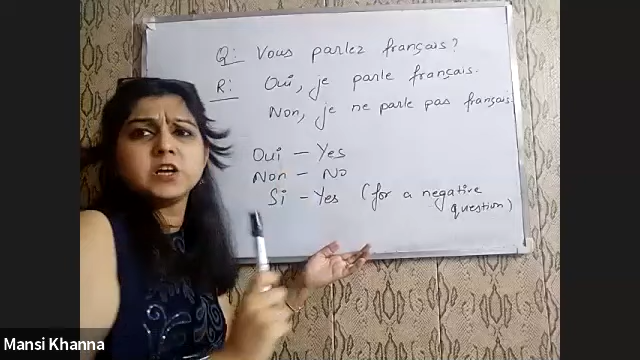 Q: Vous parlez français?
R: Oui, je parle français.
Non, je ne parle pas français.
Oui – Yes
Non – No
Si – Yes (for a negative
question)
Mansi Khanna